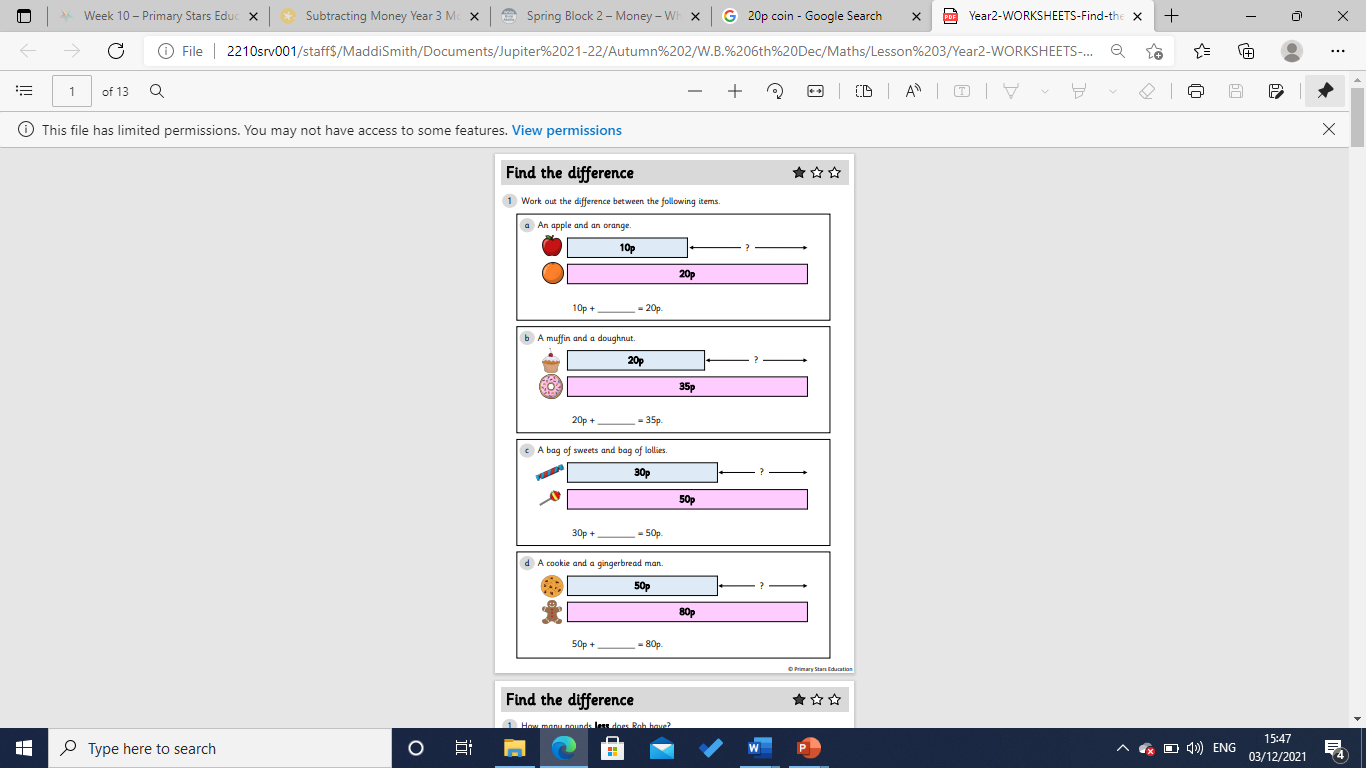 Week 10 – Primary Stars Educ
Subtracting Money Year 3 Mo
Spring Block 2 – Money – Wh
20p coin - Google Search
Year2-WORKSHEETS-Find-the
File
2210srv001/staff$/MaddiSmith/Documents/Jupiter%2021-22/Autumn%202/W.B.%206th%20Dec/Maths/Lesson%203/Year2-WORKSHEETS-...
1 of 13
This file has limited permissions. You may not have access to some features. View permissions
Find the difference
1 Work out the difference between the following items.
a An apple and an orange.
10p ?
20p
10p + ________ = 20p.
b A muffin and a doughnut.
20p ?
35p
20p + ________ = 35p.
c A bag of sweets and bag of lollies.
30p ?
50p
30p + ________ = 50p.
d A cookie and a gingerbread man.
50p ?
80p
50p + ________ = 80p.
© Primary Stars Education
Find the difference
1 How many pounds less does Rob have?
Type here to search
ENG
15:47
03/12/2021
4